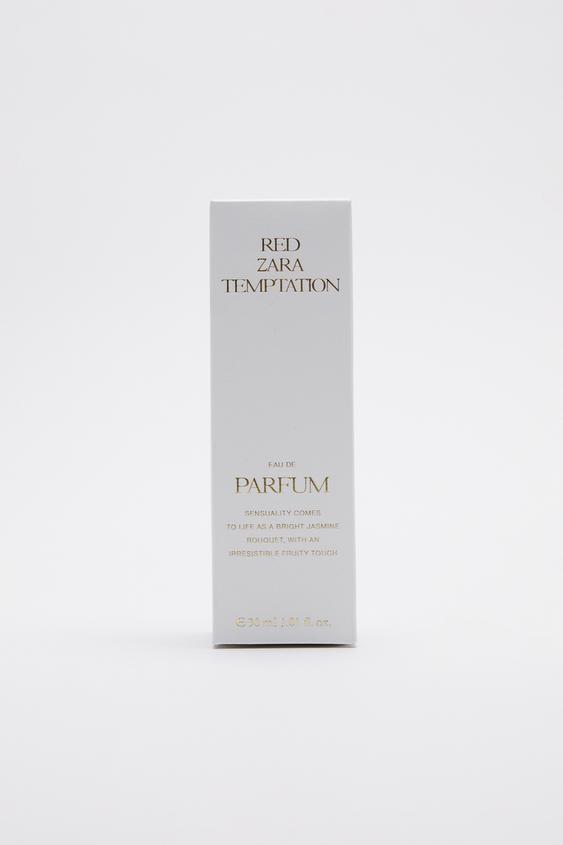 RED
ZARA
TEMPTATION
EAU DE
PARFUM
SENSUALITY COMES
TO LIFE AS A BRIGHT JASMINE
BOUQUET, WITH AN
IRRESISTIBLE FRUITY TOUCH
℮ 30 ml 1.01 fl. oz.